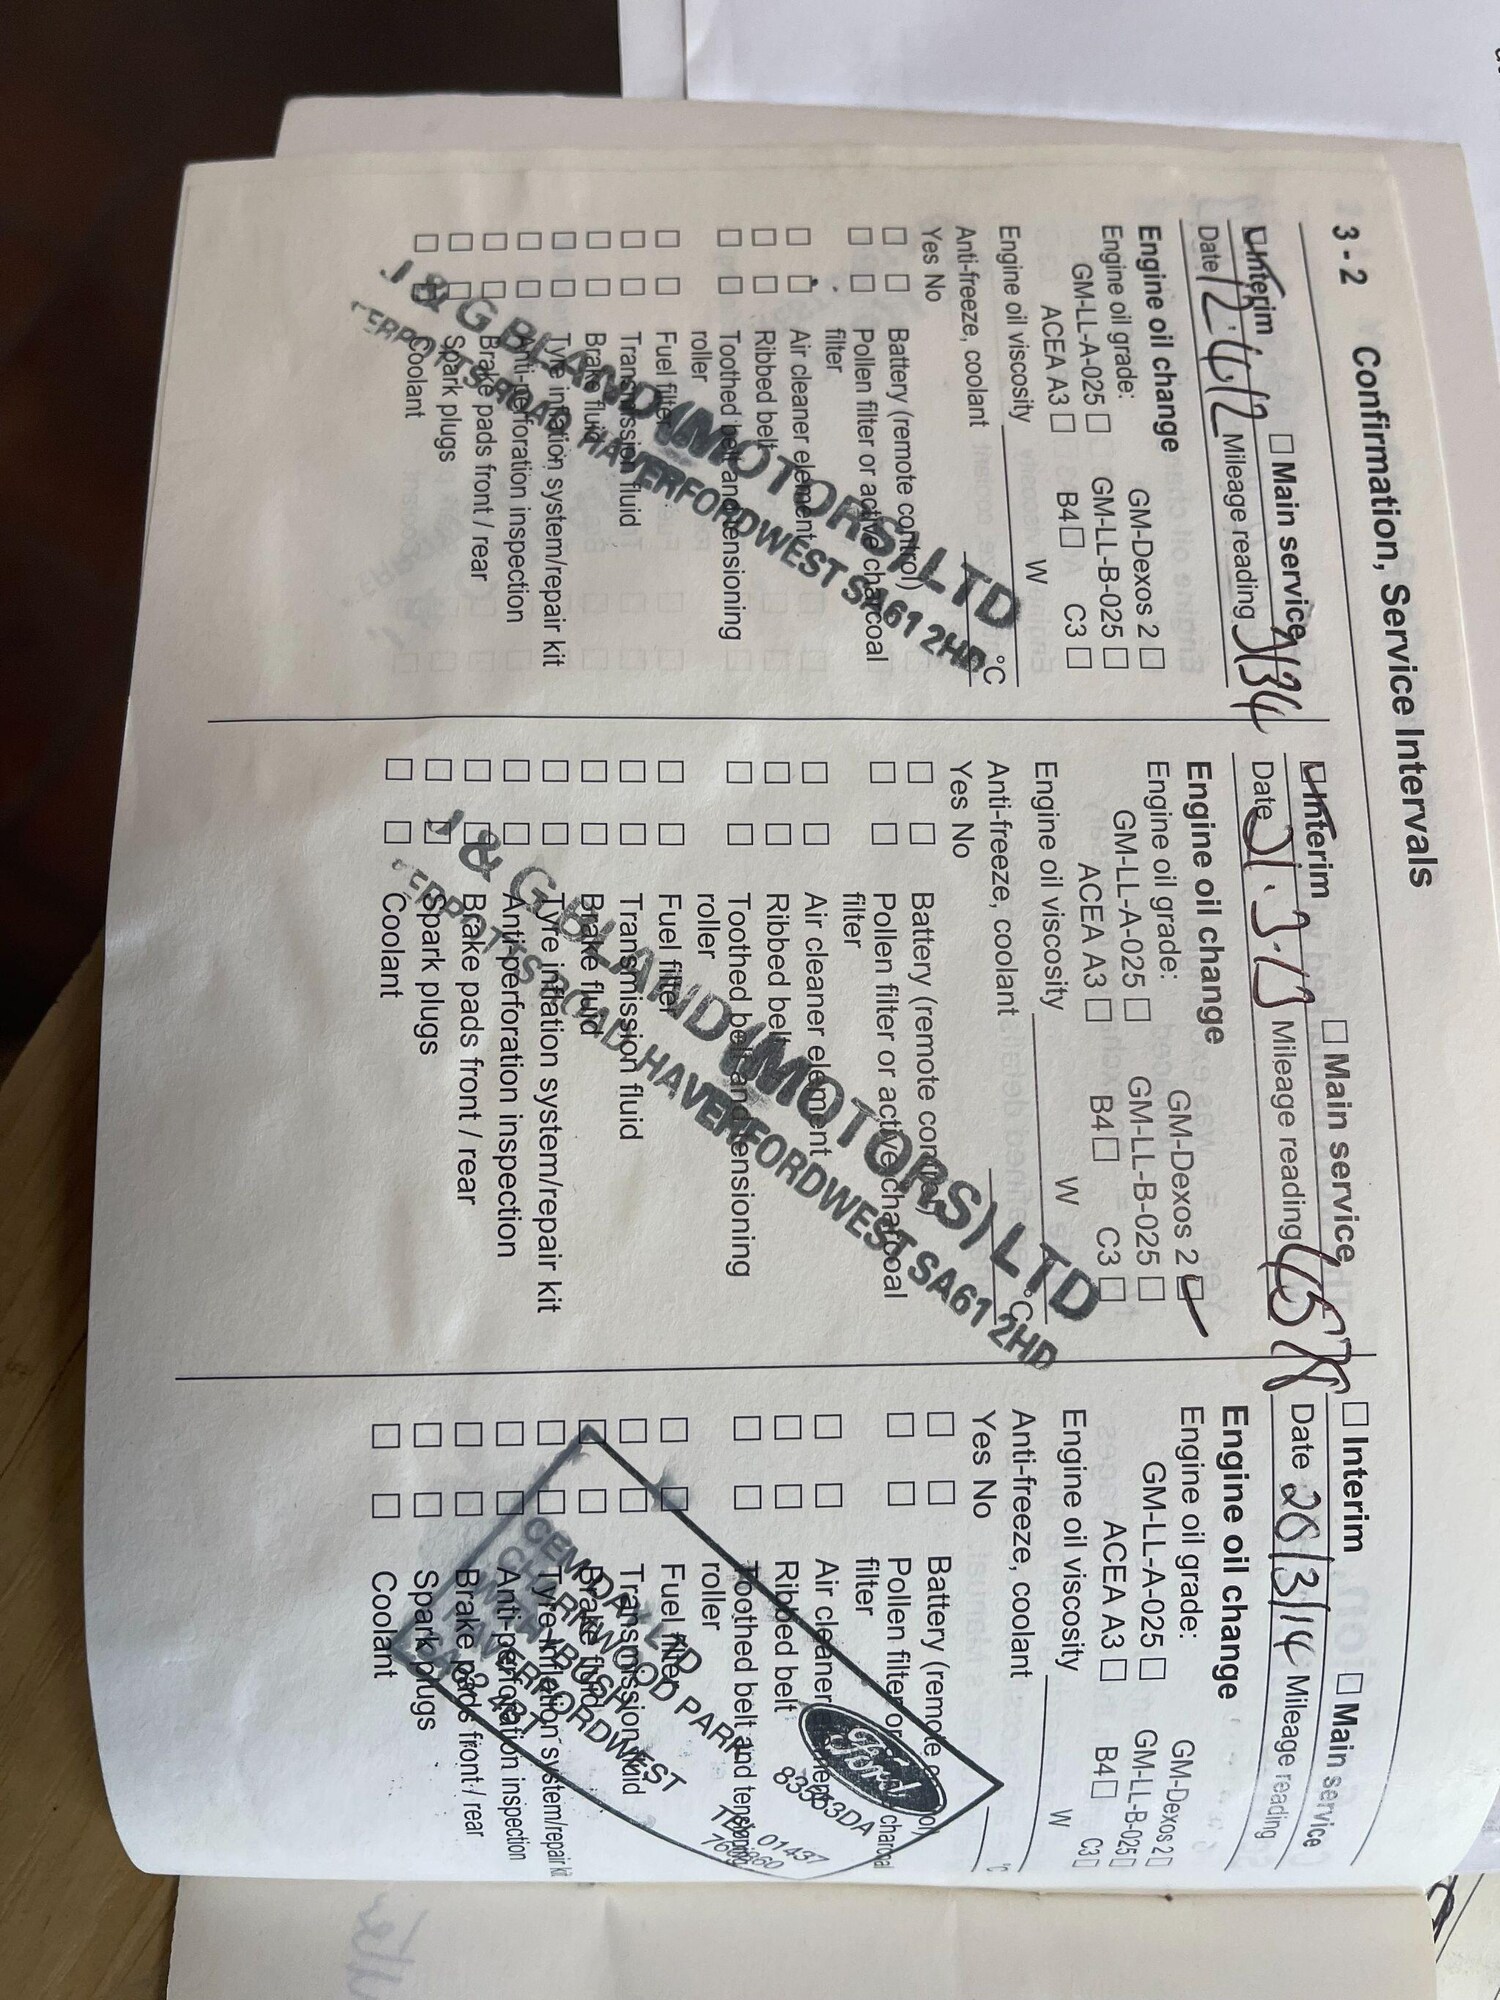 3 - 2 Confirmation, Service Intervals
Interim Main service
Date 12.4.12 Mileage reading
Engine oil change
Engine oil grade: GM-Dexos 2
GM-LL-A-025 GM-LL-B-025
ACEA A3 B4 C3
Engine oil viscosity W
Anti-freeze, coolant °C
Yes No
Battery (remote control)
Pollen filter or active charcoal
filter
Air cleaner element
Ribbed belt
Toothed belt and tensioning
roller
Fuel filter
Transmission fluid
Brake fluid
Tyre inflation system/repair kit
Anti-perforation inspection
Brake pads front / rear
Spark plugs
Coolant
J & G BLAND (MOTORS) LTD
ROAD, HAVERFORDWEST SA61 2HD
Interim Main service
Date 21.3.13 Mileage reading
Engine oil change
Engine oil grade: GM-Dexos 2
GM-LL-A-025 GM-LL-B-025
ACEA A3 B4 C3
Engine oil viscosity W
Anti-freeze, coolant °C
Yes No
Battery (remote control)
Pollen filter or active charcoal
filter
Air cleaner element
Ribbed belt
Toothed belt and tensioning
roller
Fuel filter
Transmission fluid
Brake fluid
Tyre inflation system/repair kit
Anti-perforation inspection
Brake pads front / rear
Spark plugs
Coolant
J & G BLAND (MOTORS) LTD
ROAD, HAVERFORDWEST SA61 2HD
Interim Main service
Date 20/3/14 Mileage reading
Engine oil change
Engine oil grade: GM-Dexos 2
GM-LL-A-025 GM-LL-B-025
ACEA A3 B4 C3
Engine oil viscosity W
Anti-freeze, coolant °C
Yes No
Battery (remote
Pollen filter or charcoal
filter
Air cleaner
Ribbed belt
Toothed belt and tensioning
roller
Fuel filter
Transmission fluid
Brake fluid
Tyre inflation system/repair kit
Anti-perforation inspection
Brake pads front / rear
Spark plugs
Coolant
Ford
83553DA
LTD
PARK
HAVERFORDWEST
TEL: 01437